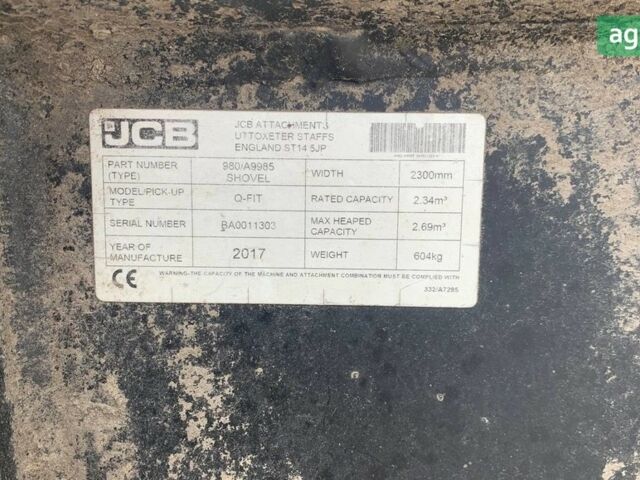 ag
JCB
JCB ATTACHMENTS
UTTOXETER STAFFS
ENGLAND ST14 5JP
PART NUMBER (TYPE) 980/A9985 SHOVEL WIDTH 2300mm
MODEL/PICK-UP TYPE Q-FIT RATED CAPACITY 2.34m³
SERIAL NUMBER BA0011303 MAX HEAPED CAPACITY 2.69m³
YEAR OF MANUFACTURE 2017 WEIGHT 604kg
CE WARNING-THE CAPACITY OF THE MACHINE AND ATTACHMENT COMBINATION MUST BE COMPLIED WITH
332/A7285